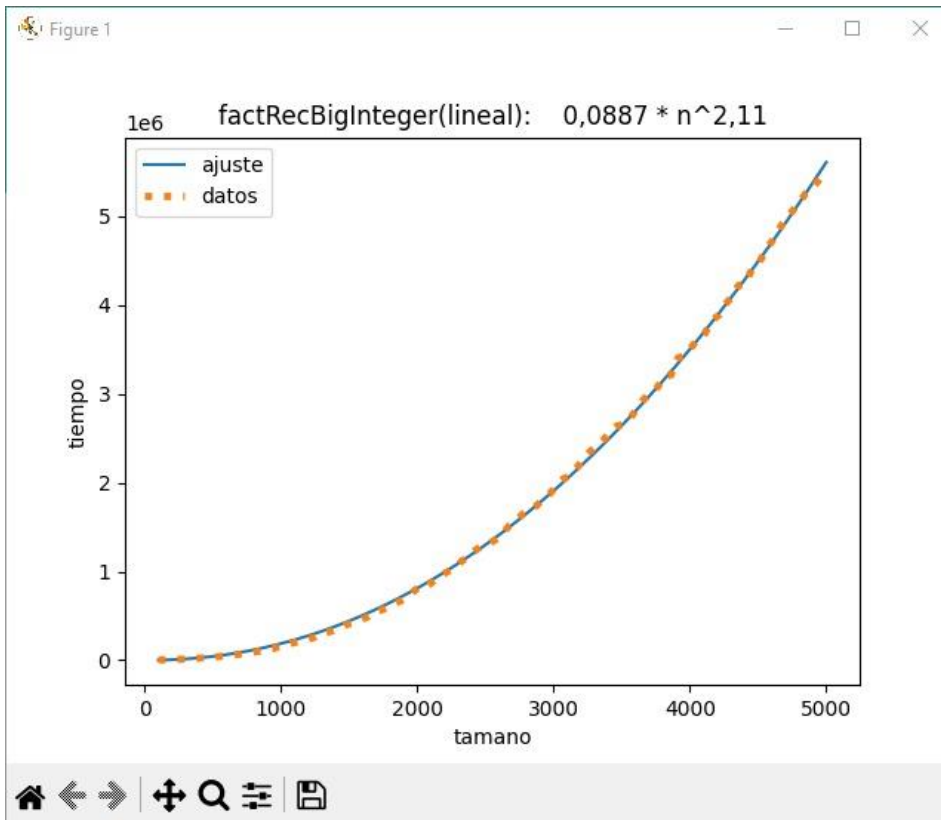 Figure 1
factRecBigInteger(lineal): 0,0887 * n^2,11
1e6
ajuste
datos
5
4
3
2
1
0
tiempo
0 1000 2000 3000 4000 5000
tamano